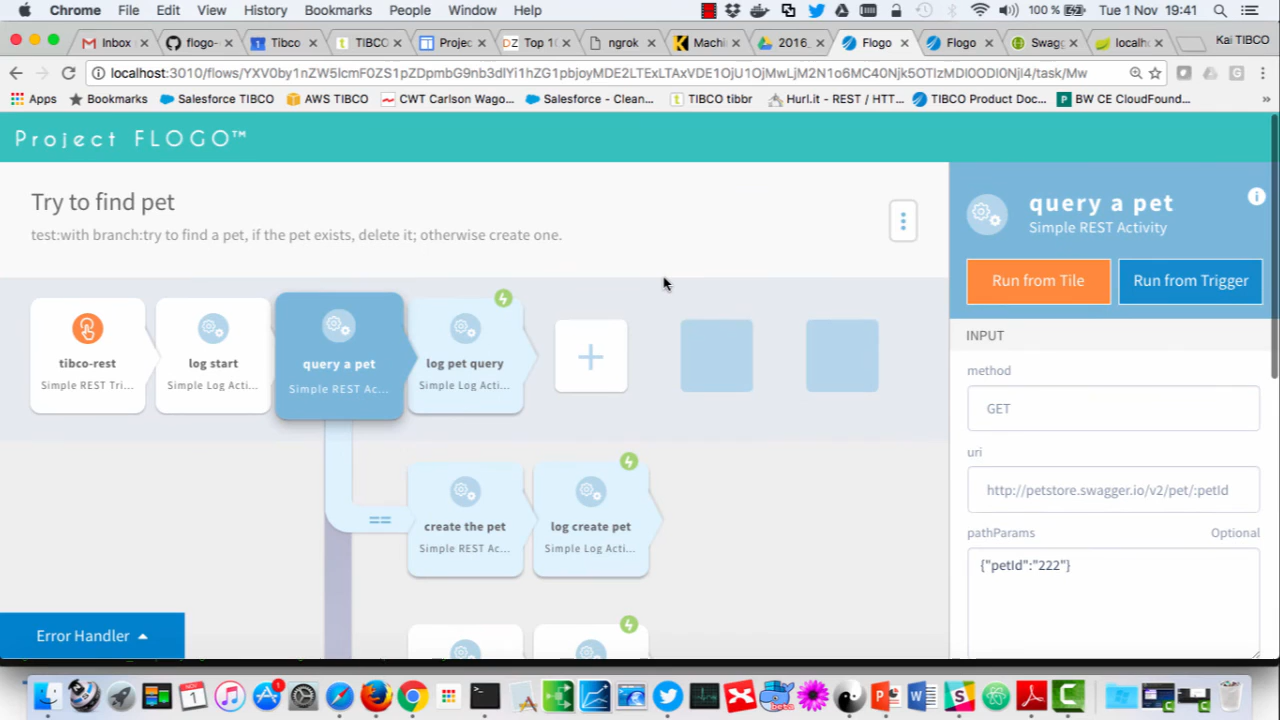 Chrome File Edit View History Bookmarks People Window Help 100 % Tue 1 Nov 19:41
Inbox flogo- Tibco TIBCO Projec Top 1 ngrok Machi 2016_ Flogo Flogo Swagg localh Kai TIBCO
Apps Bookmarks Salesforce TIBCO AWS TIBCO CWT Carlson Wago... Salesforce - Clean... TIBCO tibbr Hurl.it - REST / HTT... TIBCO Product Doc... BW CE CloudFound... »
Project FLOGO™
Try to find pet
test:with branch:try to find a pet, if the pet exists, delete it; otherwise create one.
tibco-rest
Simple REST Tri...
log start
Simple Log Acti...
query a pet
Simple REST Ac...
log pet query
Simple Log Acti...
+
==
create the pet
Simple REST Ac...
log create pet
Simple Log Acti...
Error Handler
query a pet
Simple REST Activity
Run from Tile
Run from Trigger
INPUT
method
GET
uri
http://petstore.swagger.io/v2/pet/:petId
pathParams Optional
{"petId":"222"}